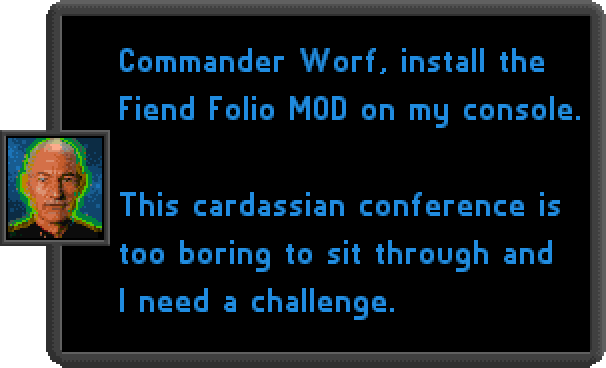 Commander Worf, install the
Fiend Folio MOD on my console.
This cardassian conference is
too boring to sit through and
I need a challenge.